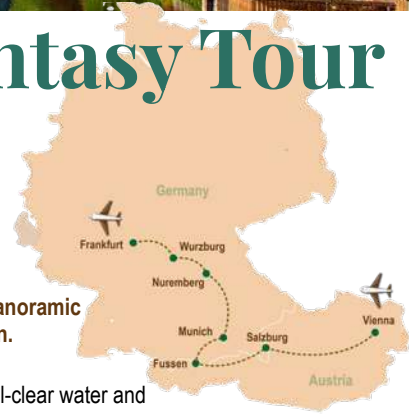 ntasy Tour
Germany
Frankfurt
Wurzburg
Nuremberg
anoramic
n.
Munich
Salzburg
Vienna
Fussen
Austria
l-clear water and